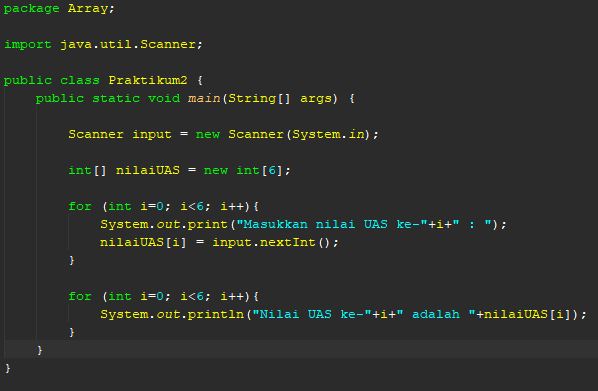 package Array;
import java.util.Scanner;
public class Praktikum2 {
public static void main(String[] args) {
Scanner input = new Scanner(System.in);
int[] nilaiUAS = new int[6];
for (int i=0; i<6; i++){
System.out.print("Masukkan nilai UAS ke-"+i+" : ");
nilaiUAS[i] = input.nextInt();
}
for (int i=0; i<6; i++){
System.out.println("Nilai UAS ke-"+i+" adalah "+nilaiUAS[i]);
}
}
}